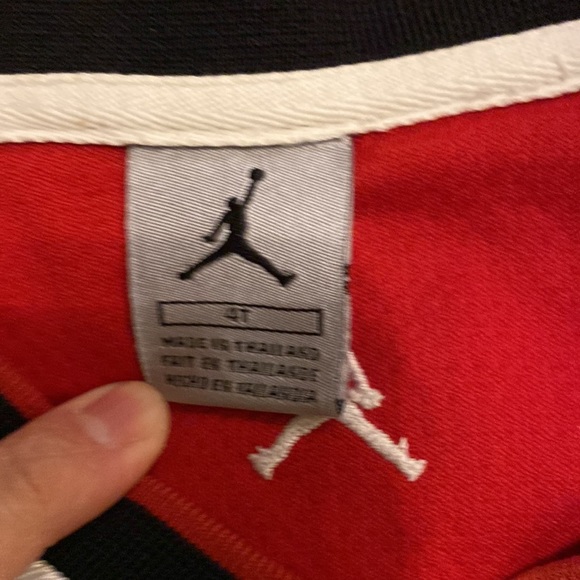 4T
MADE IN THAILAND
FAIT EN THAILANDE
HECHO EN TAILANDIA